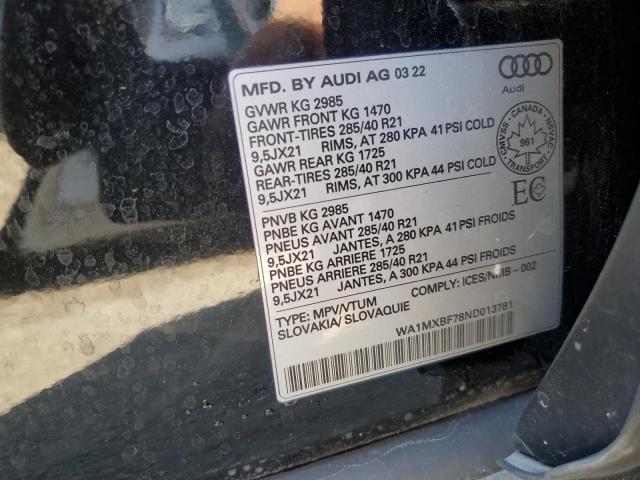 MFD. BY AUDI AG 03 22
GVWR KG 2985
GAWR FRONT KG 1470
FRONT-TIRES 285/40 R21
9,5JX21 RIMS, AT 280 KPA 41 PSI COLD
GAWR REAR KG 1725
REAR-TIRES 285/40 R21
9,5JX21 RIMS, AT 300 KPA 44 PSI COLD
PNVB KG 2985
PNBE KG AVANT 1470
PNEUS AVANT 285/40 R21
9,5JX21 JANTES, A 280 KPA 41 PSI FROIDS
PNBE KG ARRIERE 1725
PNEUS ARRIERE 285/40 R21
9,5JX21 JANTES, A 300 KPA 44 PSI FROIDS
TYPE: MPV/VTUM COMPLY: ICES/NMB-002
SLOVAKIA/ SLOVAQUIE
WA1MXBF78ND013781
Audi
CMVSS - CANADA - NSVAC
961
TRANSPORT
EC